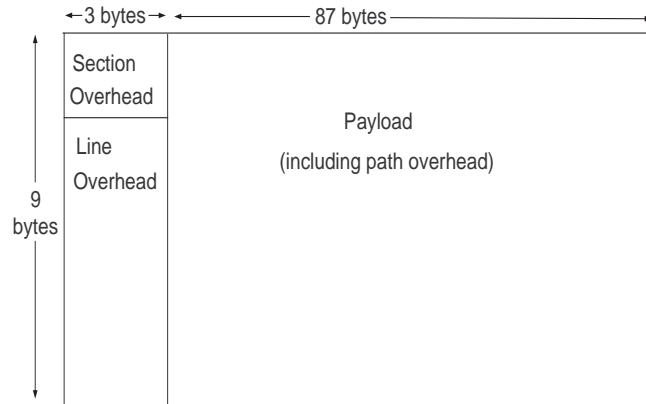 3 bytes
87 bytes
Section
Overhead
Payload
(including path overhead)
Line
Overhead
9
bytes